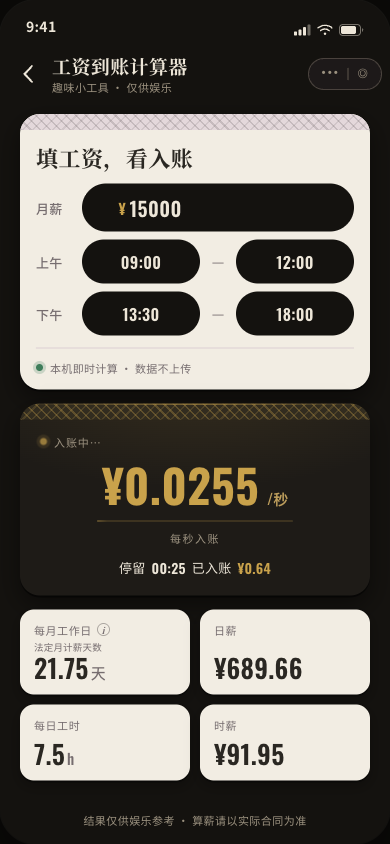 9:41
工资到账计算器
趣味小工具 · 仅供娱乐
填工资，看入账
月薪 ¥ 15000
上午 09:00 — 12:00
下午 13:30 — 18:00
本机即时计算 · 数据不上传
入账中···
¥0.0255 /秒
每秒入账
停留 00:25 已入账 ¥0.64
每月工作日 i
法定月计薪天数
21.75 天
日薪
¥689.66
每日工时
7.5 h
时薪
¥91.95
结果仅供娱乐参考 · 算薪请以实际合同为准